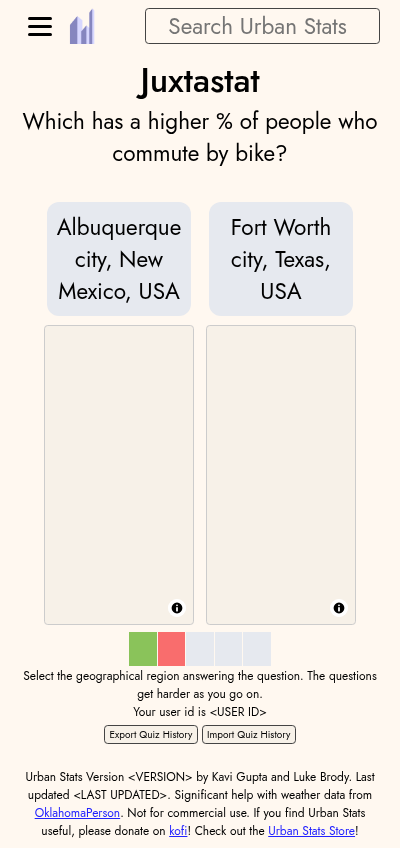 Search Urban Stats
Juxtastat
Which has a higher % of people who
commute by bike?
Albuquerque
city, New
Mexico, USA
Fort Worth
city, Texas,
USA
Select the geographical region answering the question. The questions
get harder as you go on.
Your user id is <USER ID>
Export Quiz History
Import Quiz History
Urban Stats Version <VERSION> by Kavi Gupta and Luke Brody. Last
updated <LAST UPDATED>. Significant help with weather data from
OklahomaPerson. Not for commercial use. If you find Urban Stats
useful, please donate on kofi! Check out the Urban Stats Store!